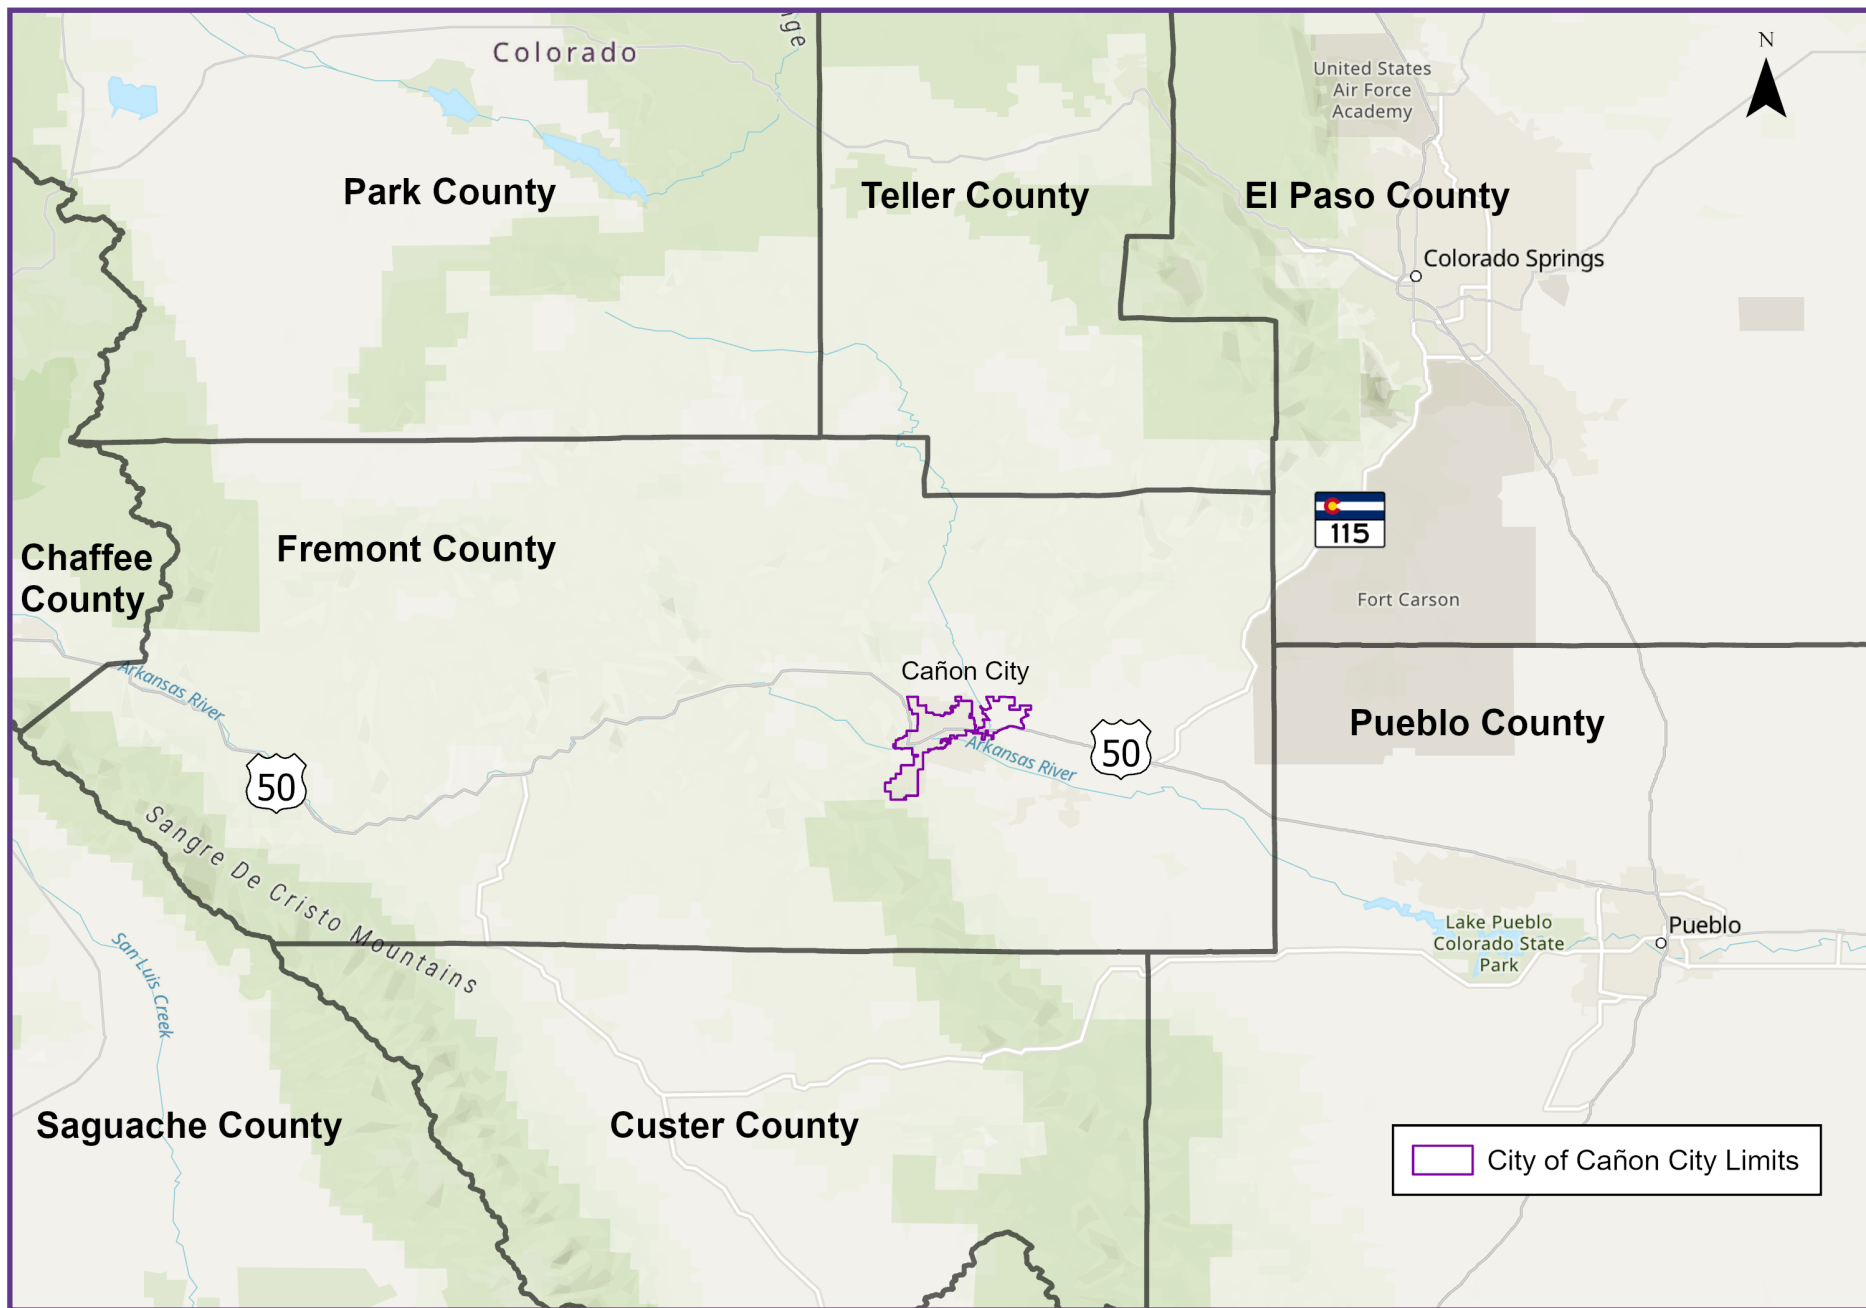 Colorado
nge
N
United States
Air Force
Academy
Park County
Teller County
El Paso County
Colorado Springs
115
Fremont County
Chaffee
County
Fort Carson
Arkansas River
Cañon City
Arkansas River
50
Pueblo County
50
Sangre De Cristo Mountains
San Luis Creek
Lake Pueblo
Colorado State
Park
Pueblo
Saguache County
Custer County
City of Cañon City Limits